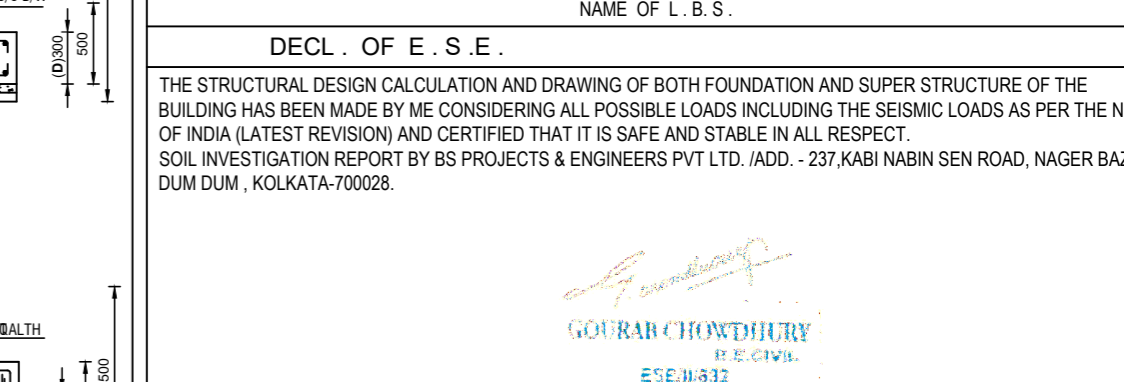 NAME OF L . B. S .
DECL . OF E . S .E .
(D)300
500
THE STRUCTURAL DESIGN CALCULATION AND DRAWING OF BOTH FOUNDATION AND SUPER STRUCTURE OF THE
BUILDING HAS BEEN MADE BY ME CONSIDERING ALL POSSIBLE LOADS INCLUDING THE SEISMIC LOADS AS PER THE N
OF INDIA (LATEST REVISION) AND CERTIFIED THAT IT IS SAFE AND STABLE IN ALL RESPECT.
SOIL INVESTIGATION REPORT BY BS PROJECTS & ENGINEERS PVT LTD. /ADD. - 237,KABI NABIN SEN ROAD, NAGER BAZ
DUM DUM , KOLKATA-700028.
GOURAB CHOWDHURY
B.E.CIVIL
ESE/II/632
ALTH
500